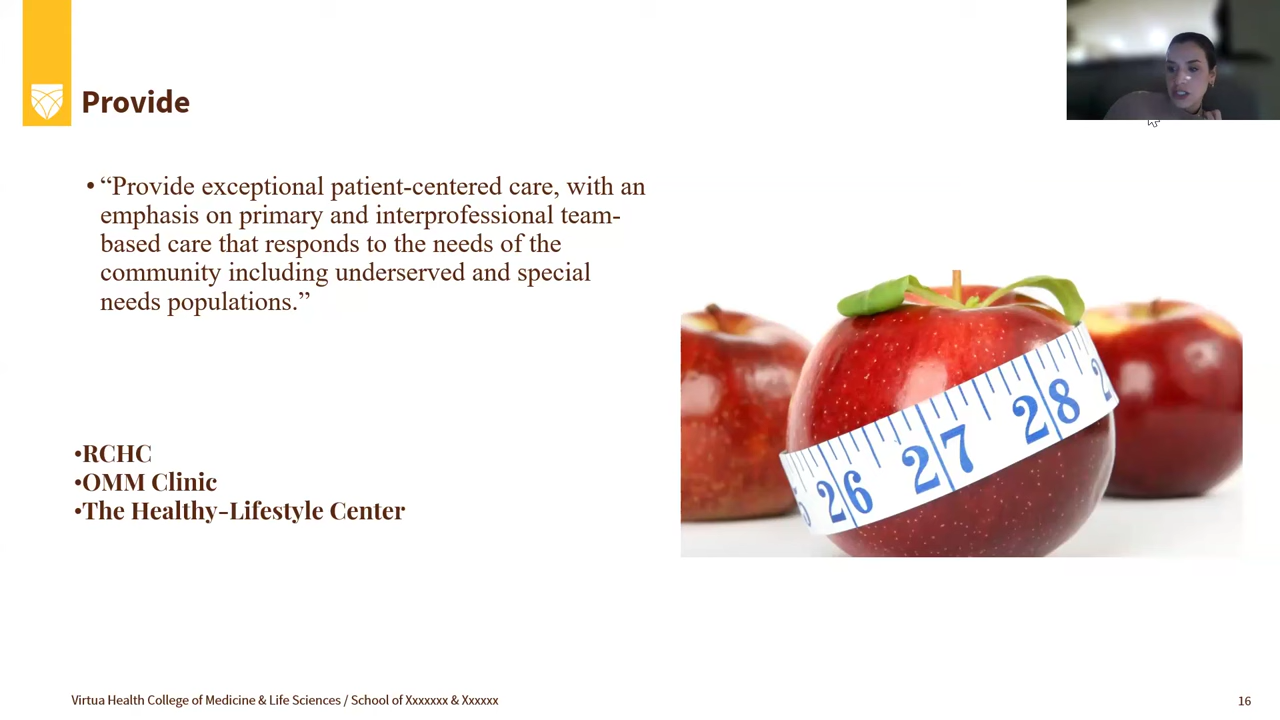 Provide
• “Provide exceptional patient-centered care, with an
emphasis on primary and interprofessional team-
based care that responds to the needs of the
community including underserved and special
needs populations.”
26 27 28 2
•RCHC
•OMM Clinic
•The Healthy-Lifestyle Center
Virtua Health College of Medicine & Life Sciences / School of Xxxxxxx & Xxxxxx
16